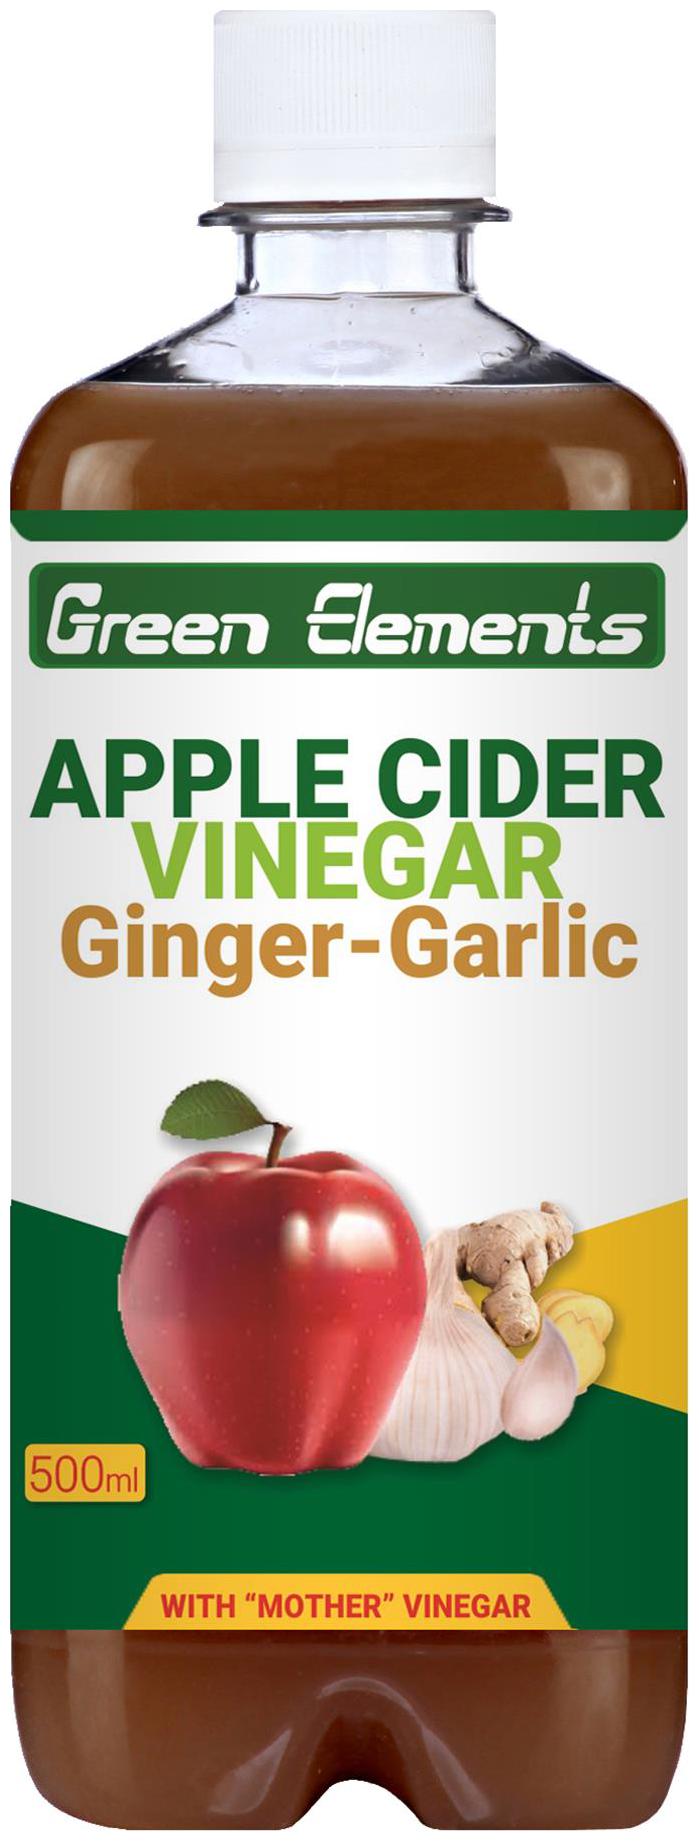 Green Elements
APPLE CIDER
VINEGAR
Ginger-Garlic
500ml
WITH “MOTHER” VINEGAR